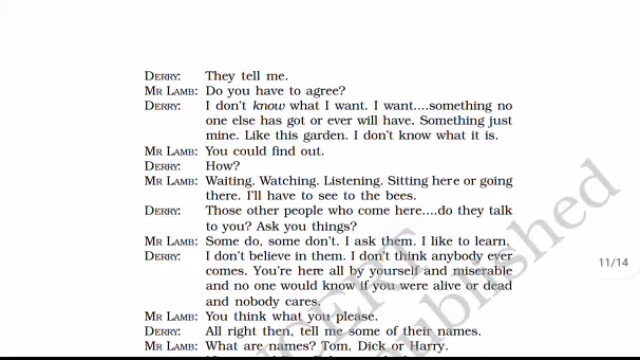 DERRY: They tell me.
MR LAMB: Do you have to agree?
DERRY: I don't know what I want. I want....something no
one else has got or ever will have. Something just
mine. Like this garden. I don't know what it is.
MR LAMB: You could find out.
DERRY: How?
MR LAMB: Waiting. Watching. Listening. Sitting here or going
there. I'll have to see to the bees.
DERRY: Those other people who come here....do they talk
to you? Ask you things?
MR LAMB: Some do, some don't. I ask them. I like to learn.
DERRY: I don't believe in them. I don't think anybody ever
comes. You're here all by yourself and miserable
and no one would know if you were alive or dead
and nobody cares.
MR LAMB: You think what you please.
DERRY: All right then, tell me some of their names.
MR LAMB: What are names? Tom, Dick or Harry.
11/14
NCERT
published